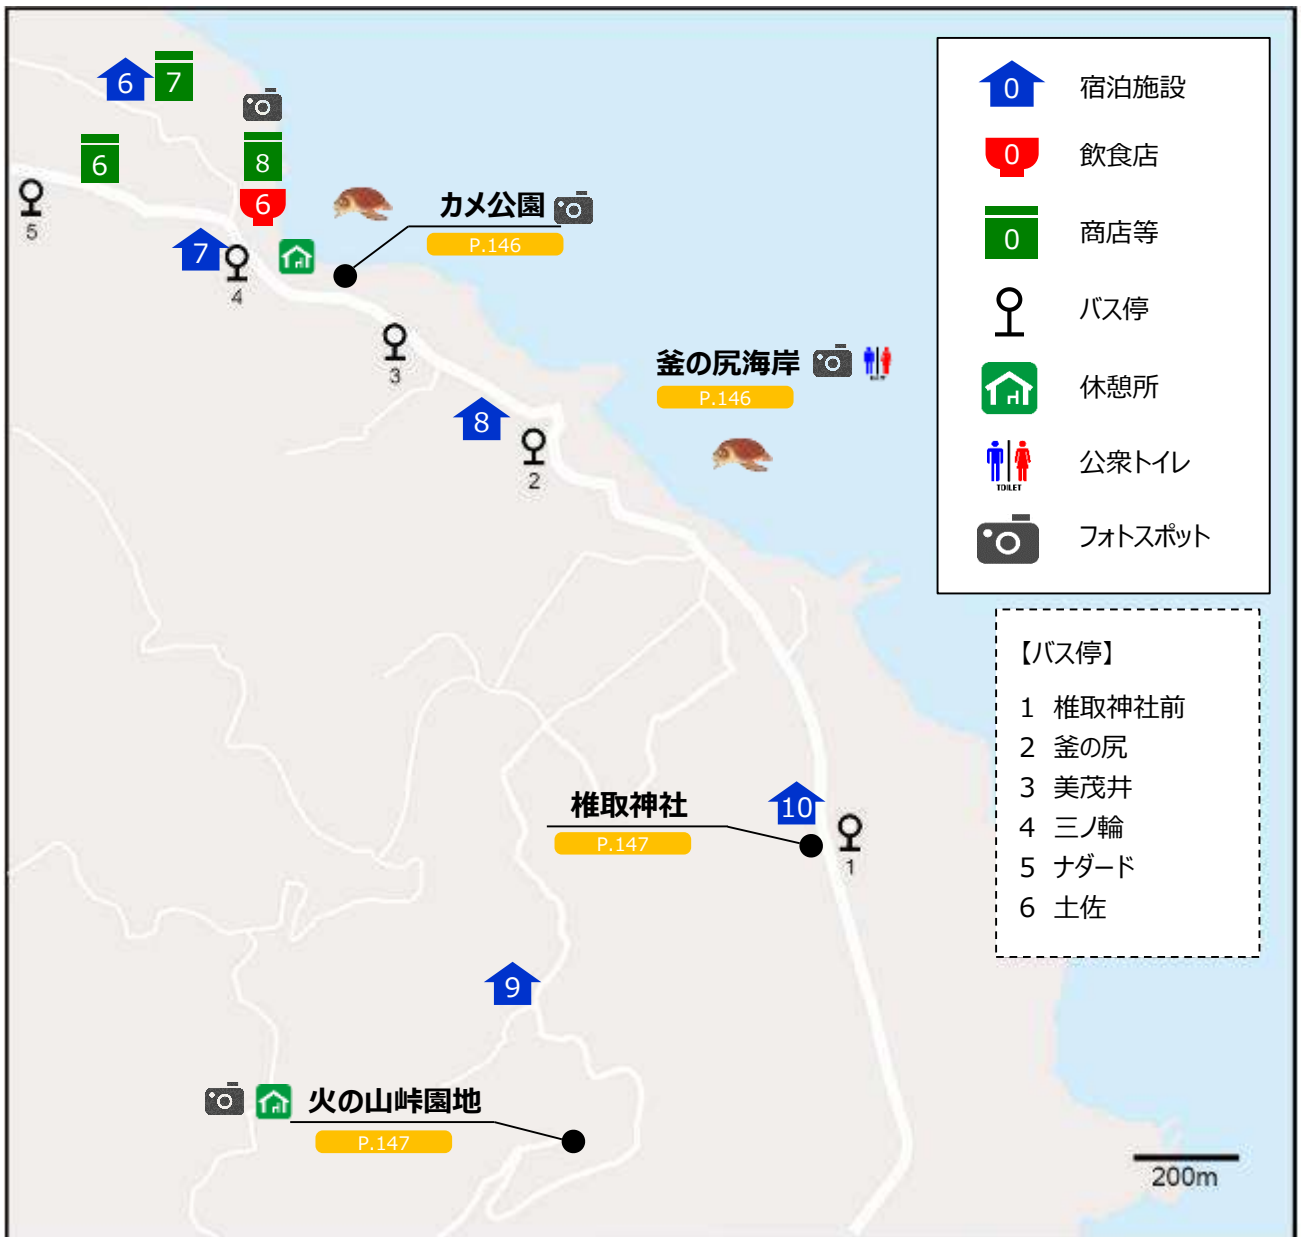 6
7
6
8
6
5
7
4
カメ公園
P.146
3
釜の尻海岸
P.146
8
2
椎取神社
P.147
10
1
9
火の山峠園地
P.147
0 宿泊施設
0 飲食店
0 商店等
バス停
休憩所
TOILET 公衆トイレ
フォトスポット
【バス停】
1 椎取神社前
2 釜の尻
3 美茂井
4 三ノ輪
5 ナダード
6 土佐
200m